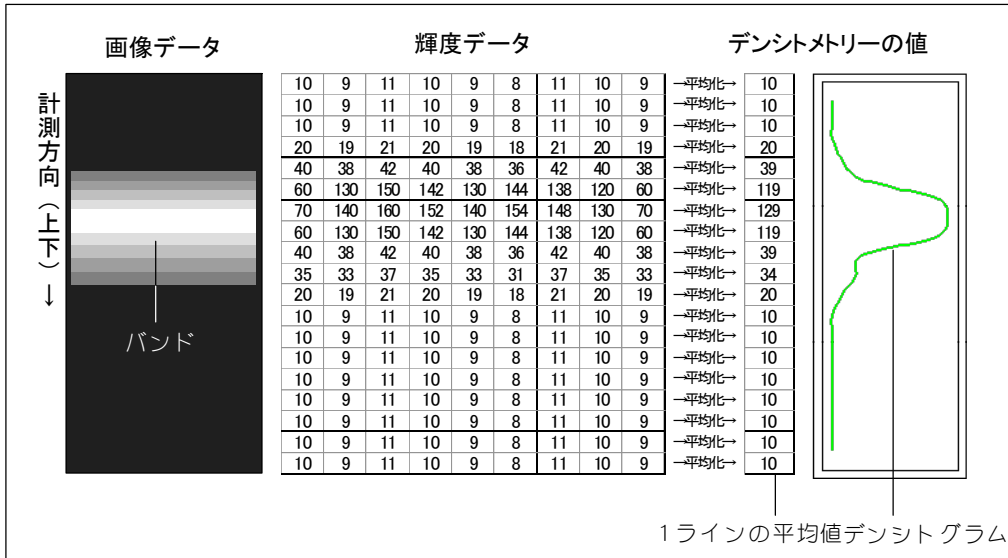 画像データ 輝度データ デンシトメトリーの値
計測方向(上下)→
バンド
10 9 11 10 9 8 11 10 9 →平均化→ 10
10 9 11 10 9 8 11 10 9 →平均化→ 10
10 9 11 10 9 8 11 10 9 →平均化→ 10
20 19 21 20 19 18 21 20 19 →平均化→ 20
40 38 42 40 38 36 42 40 38 →平均化→ 39
60 130 150 142 130 144 138 120 60 →平均化→ 119
70 140 160 152 140 154 148 130 70 →平均化→ 129
60 130 150 142 130 144 138 120 60 →平均化→ 119
40 38 42 40 38 36 42 40 38 →平均化→ 39
35 33 37 35 33 31 37 35 33 →平均化→ 34
20 19 21 20 19 18 21 20 19 →平均化→ 20
10 9 11 10 9 8 11 10 9 →平均化→ 10
10 9 11 10 9 8 11 10 9 →平均化→ 10
10 9 11 10 9 8 11 10 9 →平均化→ 10
10 9 11 10 9 8 11 10 9 →平均化→ 10
10 9 11 10 9 8 11 10 9 →平均化→ 10
10 9 11 10 9 8 11 10 9 →平均化→ 10
10 9 11 10 9 8 11 10 9 →平均化→ 10
10 9 11 10 9 8 11 10 9 →平均化→ 10
1ラインの平均値デンシトグラム